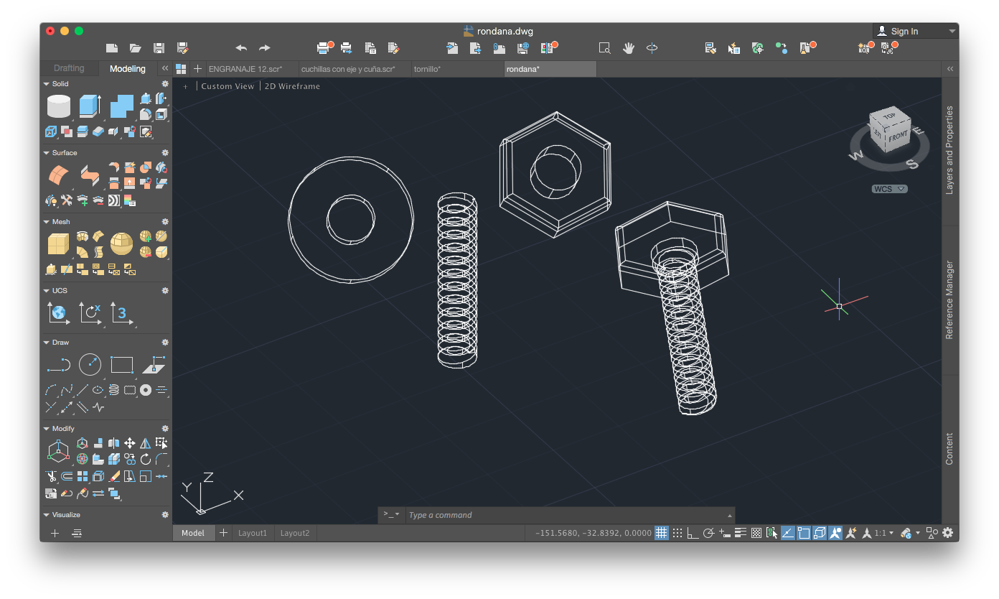 rondana.dwg
Sign In
Drafting
Modeling
ENGRANAJE 12.scr*
cuchillas con eje y cuña.scr*
tornillo*
rondana*
+ | Custom View | 2D Wireframe
Solid
Surface
Mesh
UCS
X
3
Draw
Modify
Visualize
TOP
LEFT
FRONT
W
S
E
WCS
Layers and Properties
Reference Manager
Content
Z
Y
X
>_
Type a command
Model
Layout1
Layout2
-151.5680, -32.8392, 0.0000
1:1